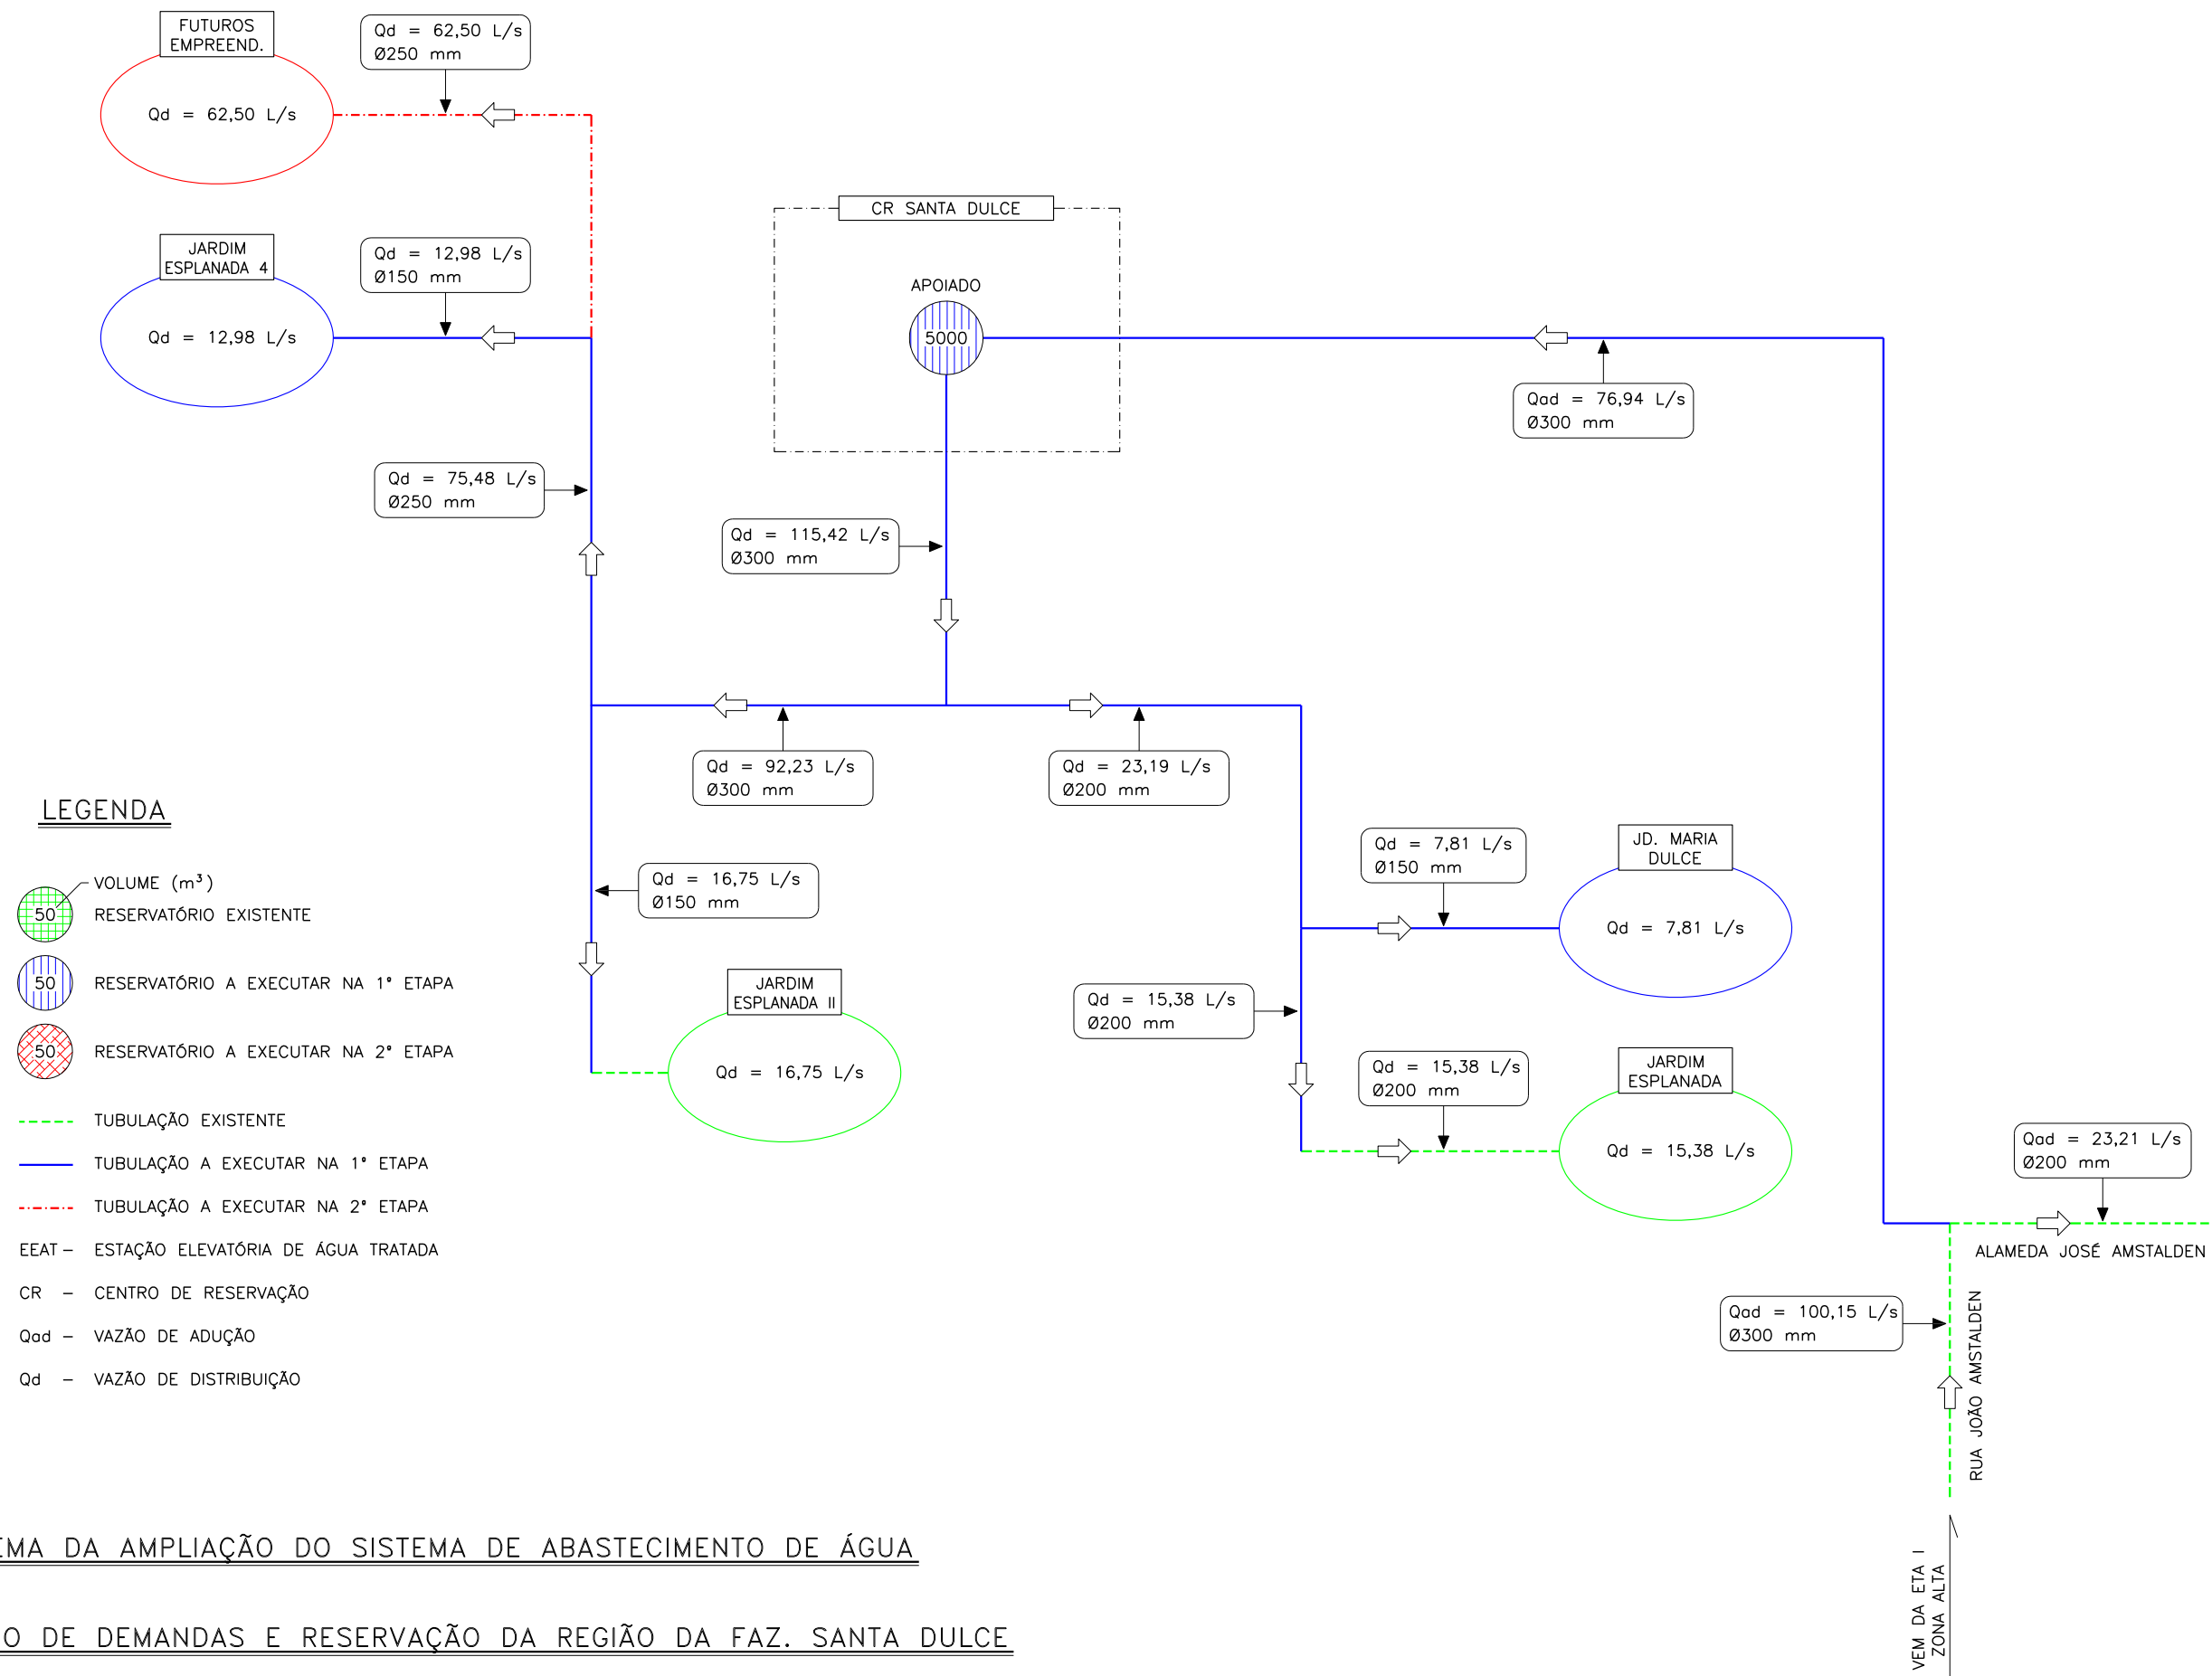 FUTUROS
EMPREEND.
Qd = 62,50 L/s
Ø250 mm
Qd = 62,50 L/s
JARDIM
ESPLANADA 4
Qd = 12,98 L/s
Ø150 mm
Qd = 12,98 L/s
CR SANTA DULCE
APOIADO
5000
Qad = 76,94 L/s
Ø300 mm
Qd = 75,48 L/s
Ø250 mm
Qd = 115,42 L/s
Ø300 mm
Qd = 92,23 L/s
Ø300 mm
Qd = 23,19 L/s
Ø200 mm
Qd = 16,75 L/s
Ø150 mm
JARDIM
ESPLANADA II
Qd = 16,75 L/s
Qd = 7,81 L/s
Ø150 mm
JD. MARIA
DULCE
Qd = 7,81 L/s
Qd = 15,38 L/s
Ø200 mm
Qd = 15,38 L/s
Ø200 mm
JARDIM
ESPLANADA
Qd = 15,38 L/s
Qad = 23,21 L/s
Ø200 mm
ALAMEDA JOSÉ AMSTALDEN
Qad = 100,15 L/s
Ø300 mm
RUA JOÃO AMSTALDEN
VEM DA ETA I
ZONA ALTA
LEGENDA
VOLUME (m³)
50 RESERVATÓRIO EXISTENTE
50 RESERVATÓRIO A EXECUTAR NA 1ª ETAPA
50 RESERVATÓRIO A EXECUTAR NA 2ª ETAPA
TUBULAÇÃO EXISTENTE
TUBULAÇÃO A EXECUTAR NA 1ª ETAPA
TUBULAÇÃO A EXECUTAR NA 2ª ETAPA
EEAT – ESTAÇÃO ELEVATÓRIA DE ÁGUA TRATADA
CR – CENTRO DE RESERVAÇÃO
Qad – VAZÃO DE ADUÇÃO
Qd – VAZÃO DE DISTRIBUIÇÃO
EMA DA AMPLIAÇÃO DO SISTEMA DE ABASTECIMENTO DE ÁGUA
O DE DEMANDAS E RESERVAÇÃO DA REGIÃO DA FAZ. SANTA DULCE